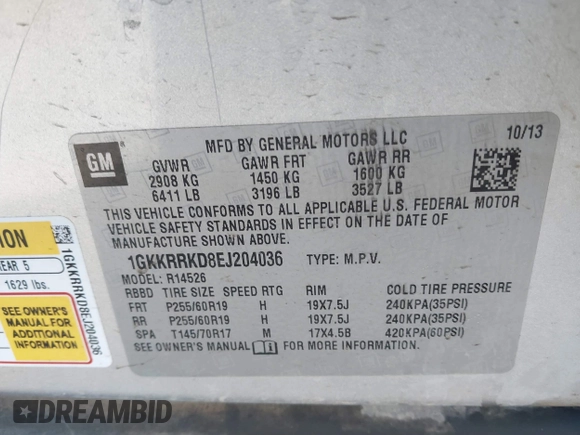 GM
MFD BY GENERAL MOTORS LLC 10/13
GVWR GAWR FRT GAWR RR
2908 KG 1450 KG 1600 KG
6411 LB 3196 LB 3527 LB
THIS VEHICLE CONFORMS TO ALL APPLICABLE U.S. FEDERAL MOTOR
VEHICLE SAFETY STANDARDS IN EFFECT ON THE DATE OF
MANUFACTURE SHOWN ABOVE.
1GKKRRKD8EJ204036 TYPE: M.P.V.
MODEL: R14526
RBBD TIRE SIZE SPEED RTG RIM COLD TIRE PRESSURE
FRT P255/60R19 H 19X7.5J 240KPA(35PSI)
RR P255/60R19 H 19X7.5J 240KPA(35PSI)
SPA T145/70R17 M 17X4.5B 420KPA(60PSI)
SEE OWNER'S MANUAL FOR MORE INFORMATION.
ION
EAR 5
1629 lbs.
SEE OWNER'S
MANUAL FOR
ADDITIONAL
INFORMATION
1GKKRRKD8EJ204036
DREAMBID